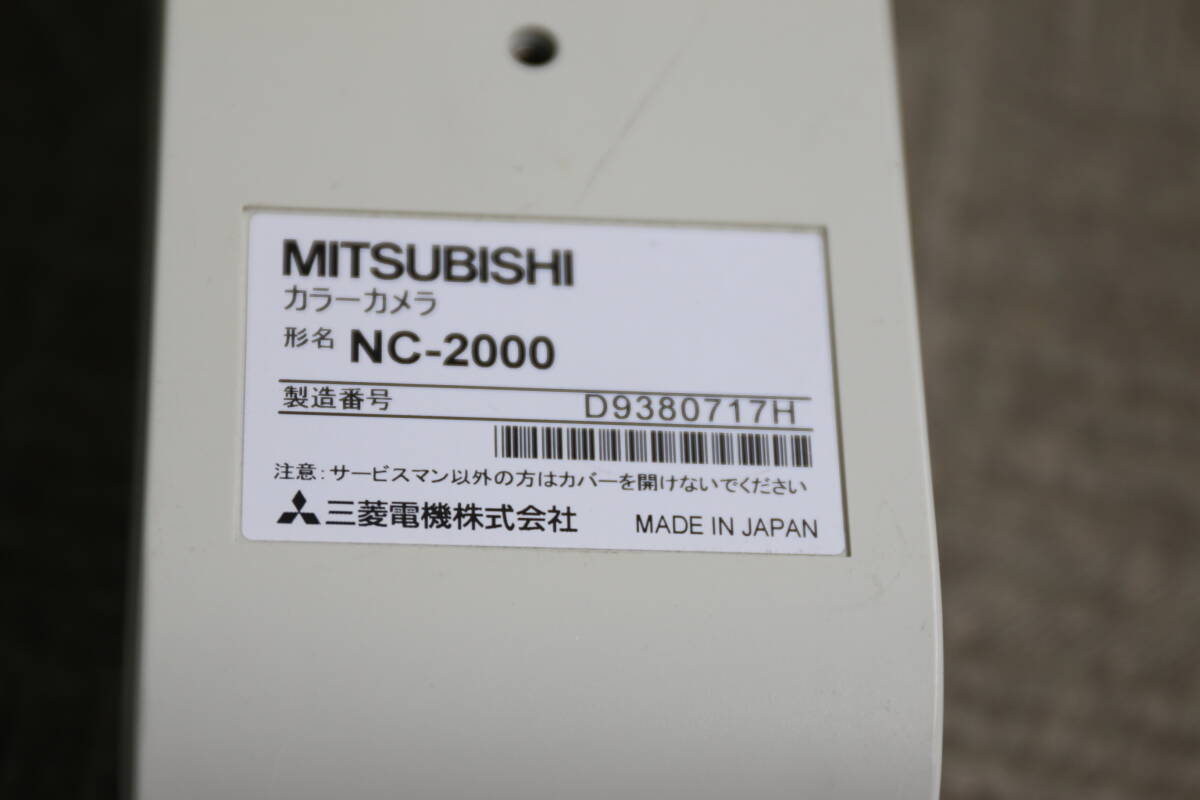 MITSUBISHI
カラーカメラ
形名 NC-2000
製造番号 D9380717H
注意：サービスマン以外の方はカバーを開けないでください
三菱電機株式会社 MADE IN JAPAN